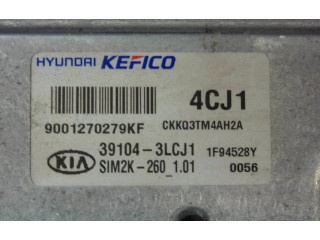 HYUNDAI KEFICO
4CJ1
9001270279KF CKKQ3TM4AH2A
KIA 39104-3LCJ1 1F94528Y
SIM2K-260_1.01 0056